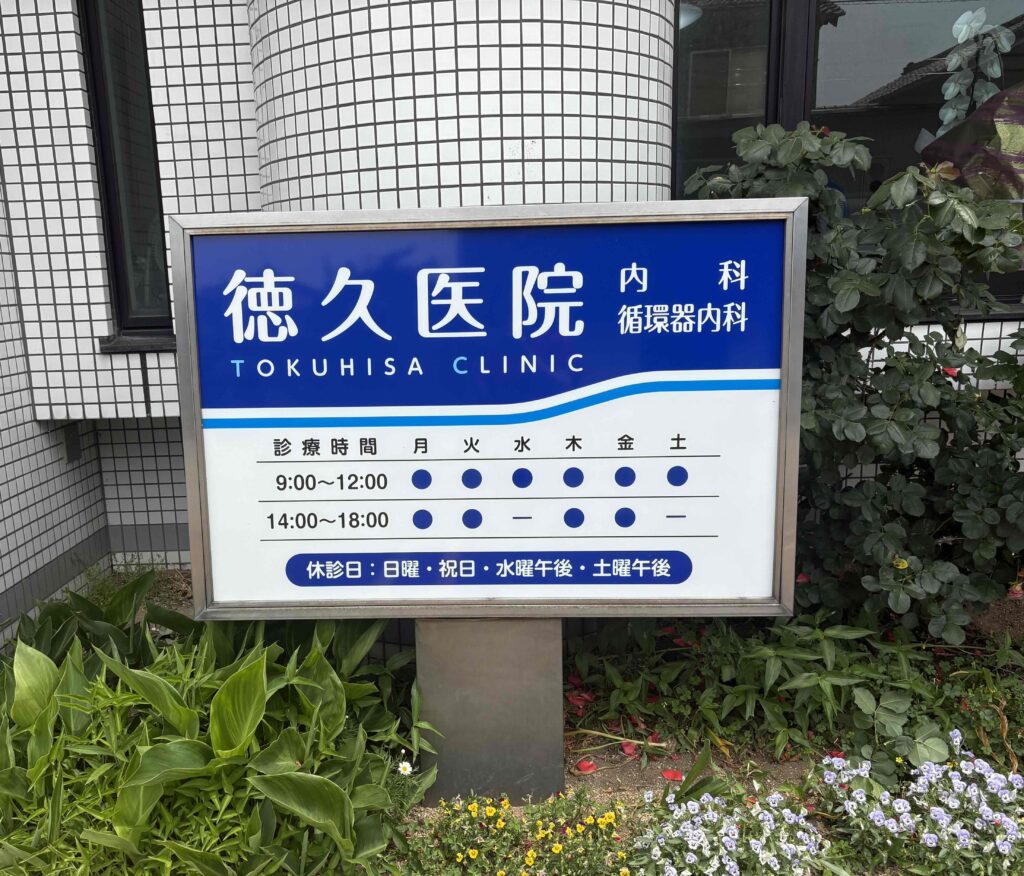 徳久医院
内科
循環器内科
TOKUHISA CLINIC
診療時間 月 火 水 木 金 土
9:00～12:00 ● ● ● ● ● ●
14:00～18:00 ● ● － ● ● －
休診日：日曜・祝日・水曜午後・土曜午後